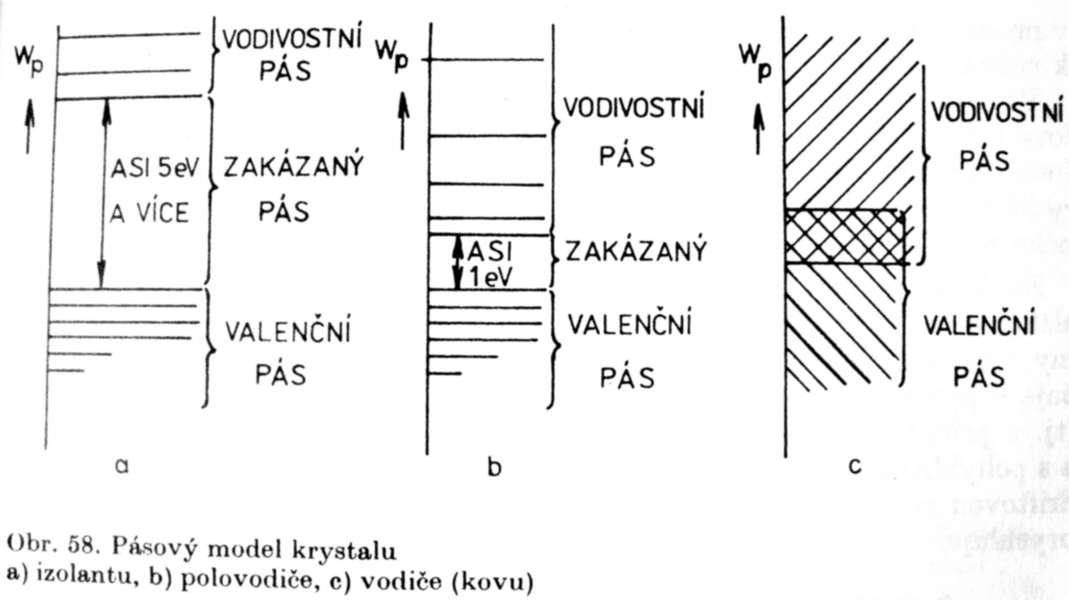 Wp
VODIVOSTNÍ
PÁS
ASI 5eV
A VÍCE
ZAKÁZANÝ
PÁS
VALENČNÍ
PÁS
a
Wp
VODIVOSTNÍ
PÁS
ASI
1eV
ZAKÁZANÝ
VALENČNÍ
PÁS
b
Wp
VODIVOSTNÍ
PÁS
VALENČNÍ
PÁS
c
Obr. 58. Pásový model krystalu
a) izolantu, b) polovodiče, c) vodiče (kovu)